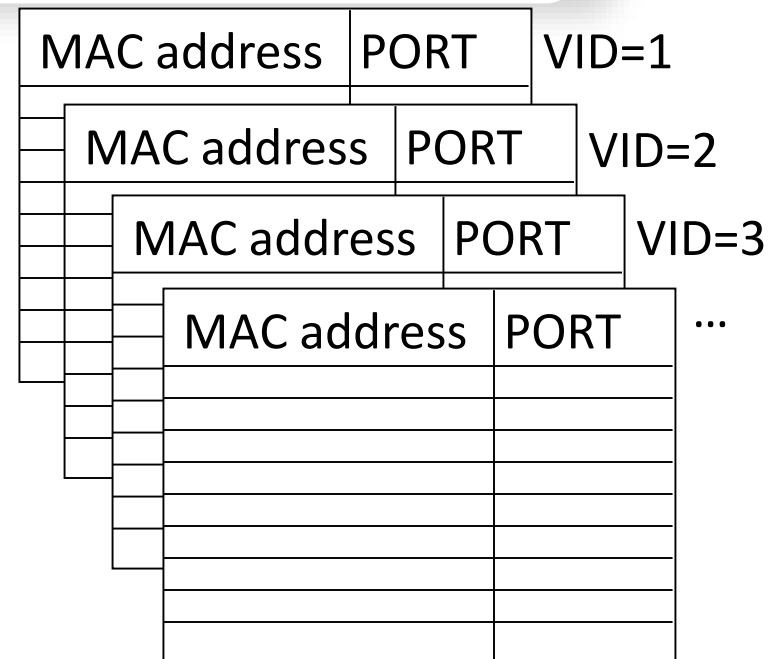 MAC address PORT VID=1
MAC address PORT VID=2
MAC address PORT VID=3
MAC address PORT ...